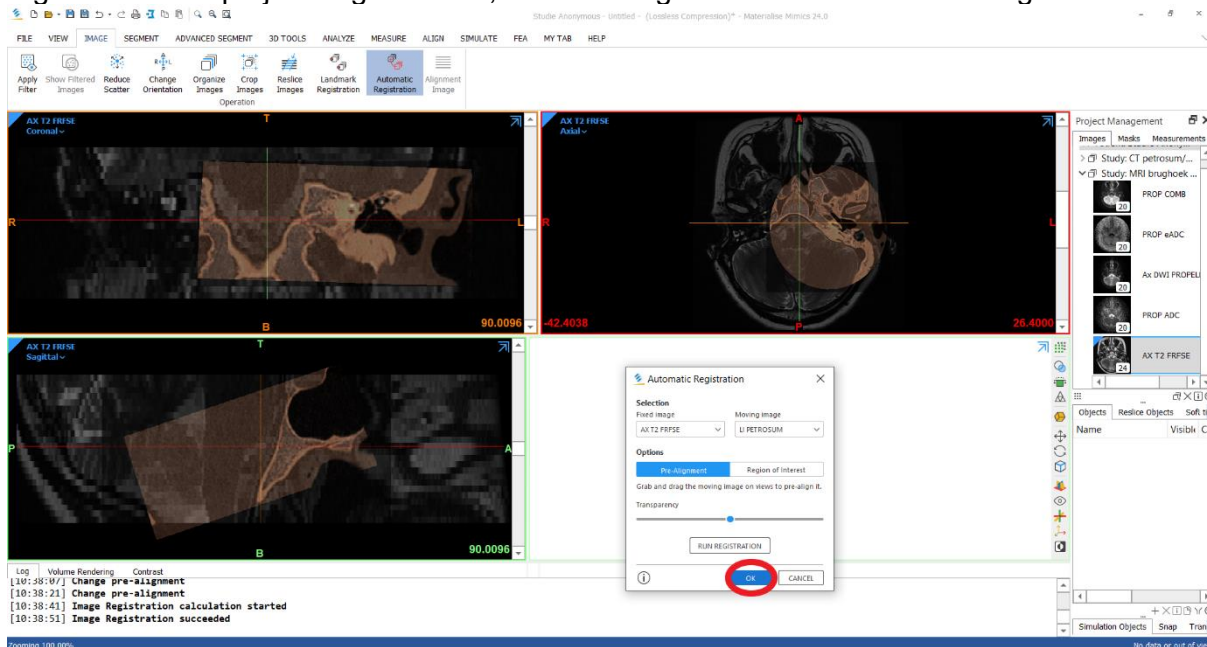 Studie Anonymous - Untitled - (Lossless Compression)* - Materialise Mimics 24.0
FILE VIEW IMAGE SEGMENT ADVANCED SEGMENT 3D TOOLS ANALYZE MEASURE ALIGN SIMULATE FEA MY TAB HELP
Apply Filter
Show Filtered Images
Reduce Scatter
Change Orientation
Organize Images
Crop Images
Reslice Images
Landmark Registration
Automatic Registration
Alignment Image
Operation
AX T2 FRFSE
Coronal
T
R
L
B
90.0096
AX T2 FRFSE
Axial
A
R
L
P
-42.4038
26.4000
AX T2 FRFSE
Sagittal
T
P
A
B
90.0096
Automatic Registration
Selection
Fixed image Moving image
AX T2 FRFSE LI PETROSUM
Options
Pre-Alignment Region of Interest
Grab and drag the moving image on views to pre-align it.
Transparency
RUN REGISTRATION
OK CANCEL
Project Management
Images Masks Measurements
Study: CT petrosum/...
Study: MRI brughoek ...
PROP COMB
20
PROP eADC
20
Ax DWI PROPEL
20
PROP ADC
20
AX T2 FRFSE
24
Objects Reslice Objects Soft
Name Visible C
Simulation Objects Snap Tran
Log Volume Rendering Contrast
[10:38:07] Change pre-alignment
[10:38:21] Change pre-alignment
[10:38:41] Image Registration calculation started
[10:38:51] Image Registration succeeded
Zooming 100.00%
No data or out of vie